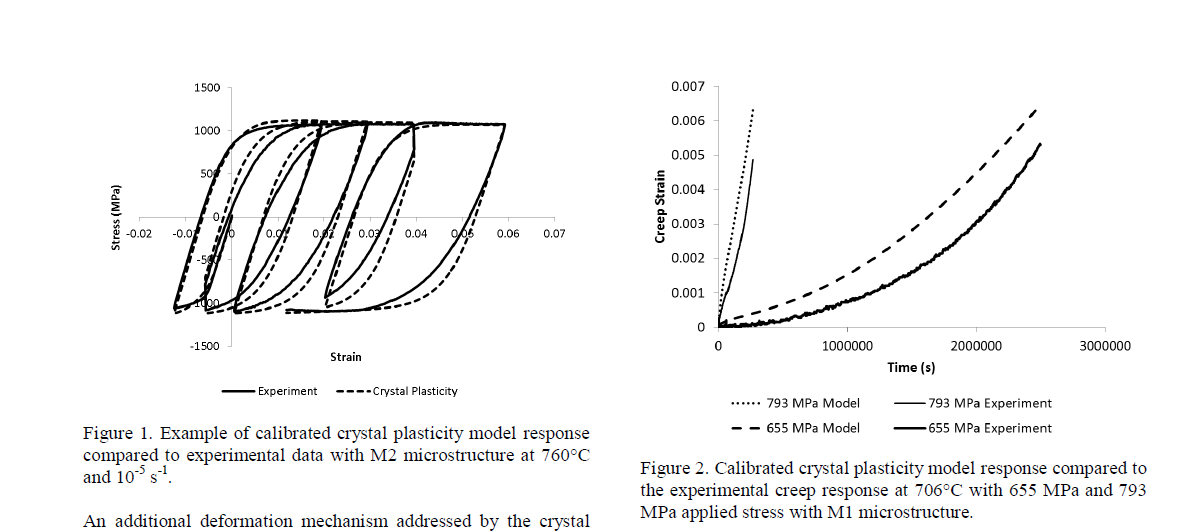 1500
1000
500
0
-500
-1000
-1500
Stress (MPa)
-0.02 -0.01 0 0.01 0.02 0.03 0.04 0.05 0.06 0.07
Strain
Experiment Crystal Plasticity
Figure 1. Example of calibrated crystal plasticity model response
compared to experimental data with M2 microstructure at 760°C
and 10⁻⁵ s⁻¹.
An additional deformation mechanism addressed by the crystal
0.007
0.006
0.005
0.004
0.003
0.002
0.001
0
Creep Strain
0 1000000 2000000 3000000
Time (s)
793 MPa Model 793 MPa Experiment
655 MPa Model 655 MPa Experiment
Figure 2. Calibrated crystal plasticity model response compared to
the experimental creep response at 706°C with 655 MPa and 793
MPa applied stress with M1 microstructure.